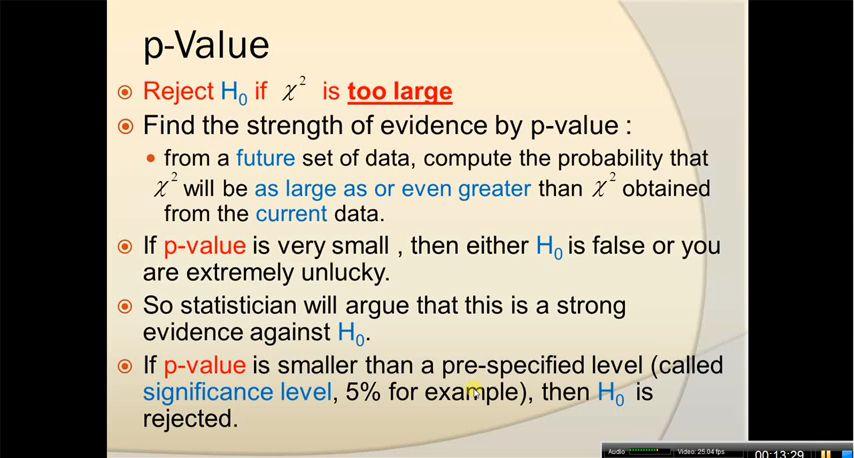 p-Value
Reject H₀ if χ² is too large
Find the strength of evidence by p-value :
from a future set of data, compute the probability that
χ² will be as large as or even greater than χ² obtained
from the current data.
If p-value is very small , then either H₀ is false or you
are extremely unlucky.
So statistician will argue that this is a strong
evidence against H₀.
If p-value is smaller than a pre-specified level (called
significance level, 5% for example), then H₀ is
rejected.
Audio Video: 25.04 fps 00:13:29